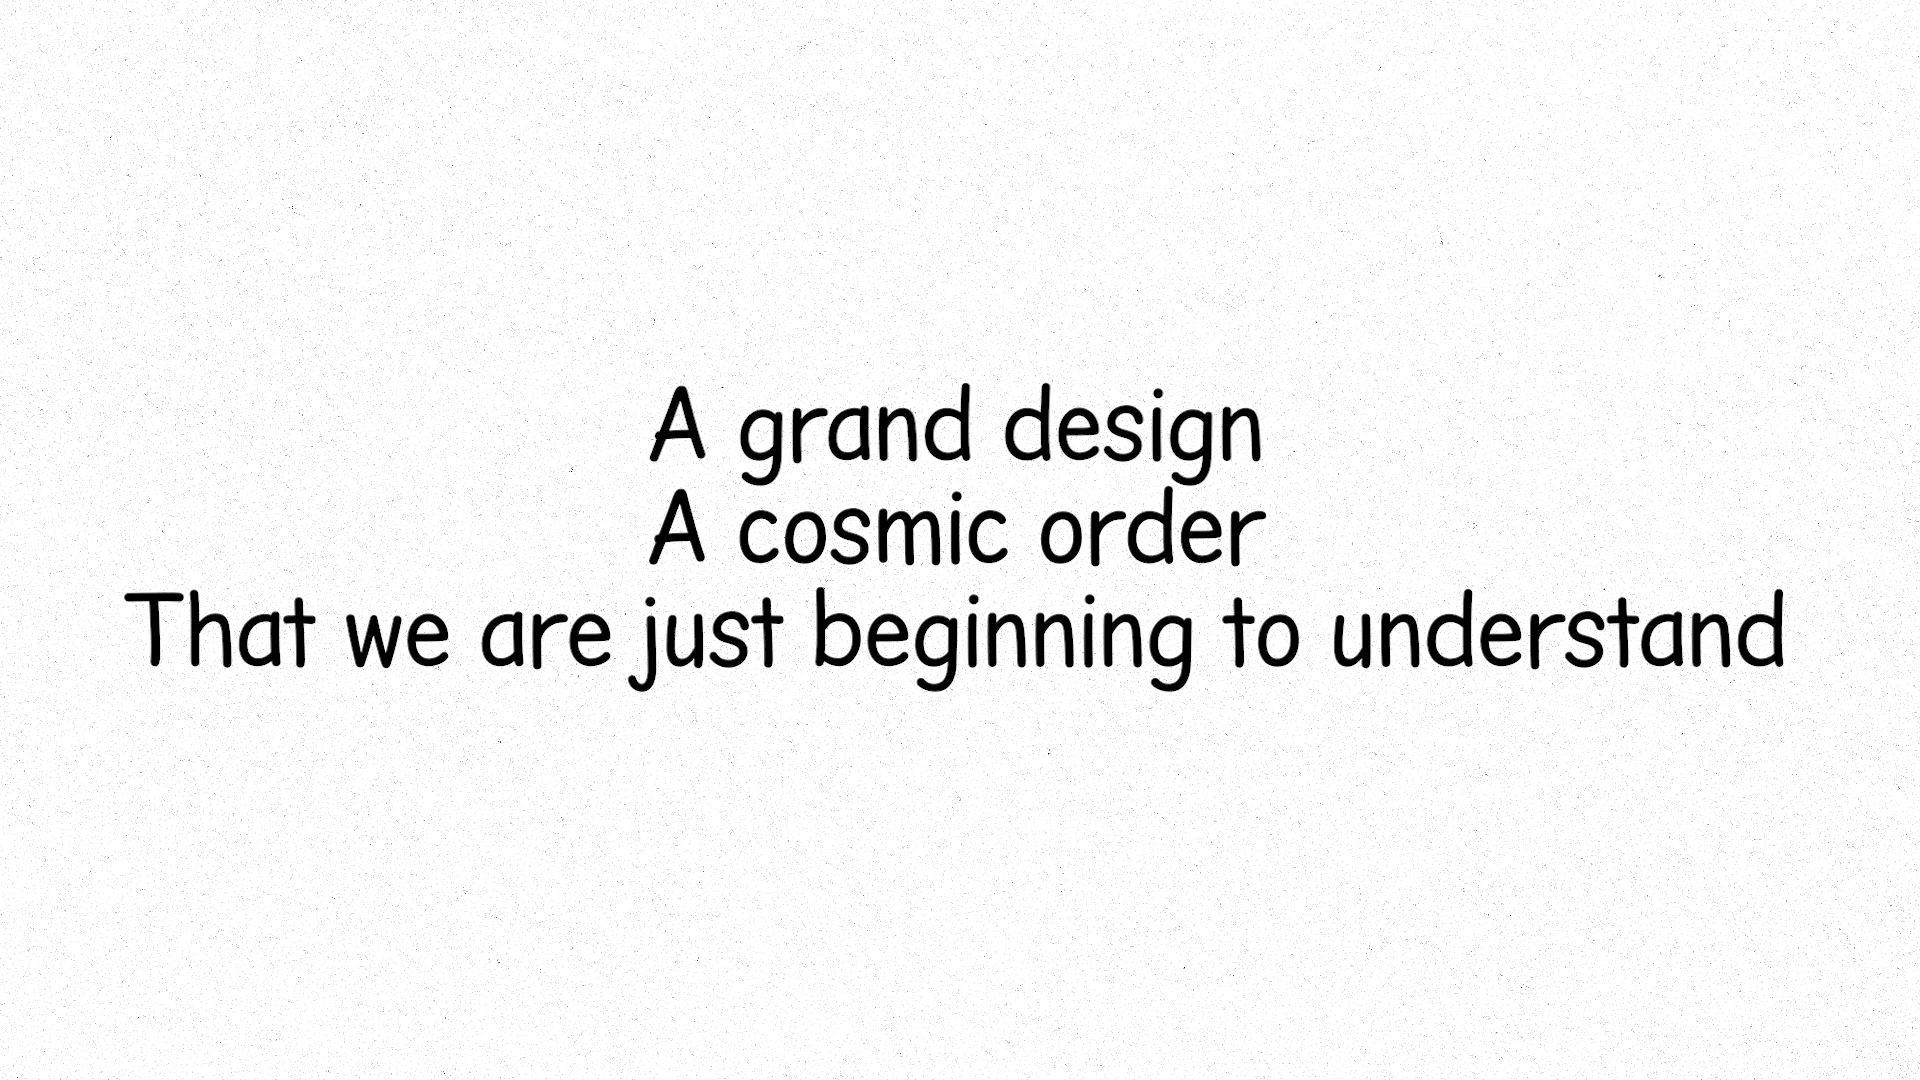 A grand design
A cosmic order
That we are just beginning to understand